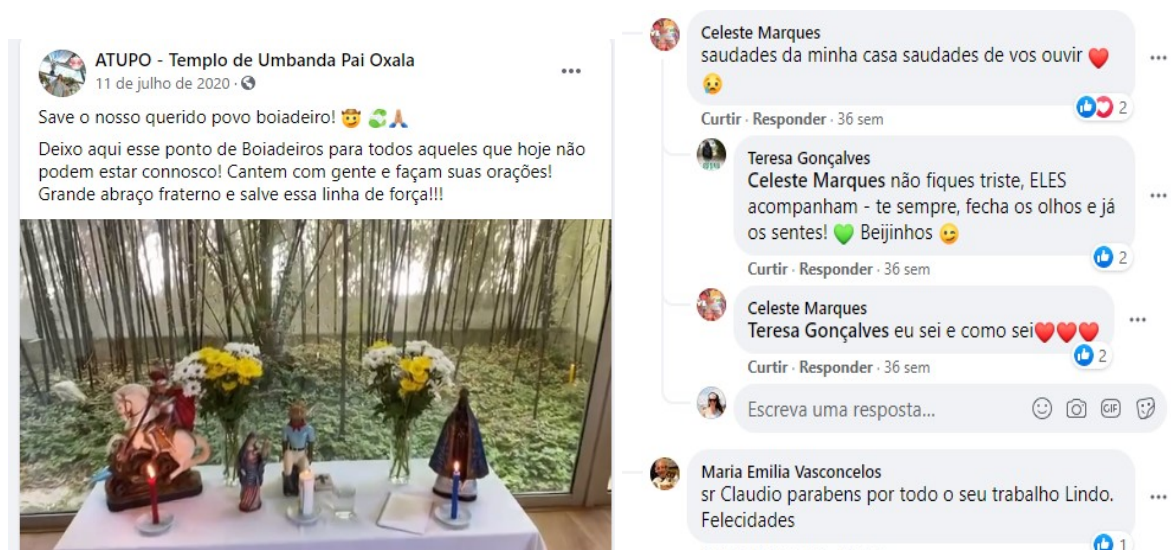 ATUPO - Templo de Umbanda Pai Oxala
11 de julho de 2020 ·
Save o nosso querido povo boiadeiro! 🤠 🙏🏽
Deixo aqui esse ponto de Boiadeiros para todos aqueles que hoje não
podem estar connosco! Cantem com gente e façam suas orações!
Grande abraço fraterno e salve essa linha de força!!!
Celeste Marques
saudades da minha casa saudades de vos ouvir ❤️
😢
2
Curtir · Responder · 36 sem
Teresa Gonçalves
Celeste Marques não fiques triste, ELES
acompanham - te sempre, fecha os olhos e já
os sentes! 💚 Beijinhos 😉
2
Curtir · Responder · 36 sem
Celeste Marques
Teresa Gonçalves eu sei e como sei❤️❤️❤️
2
Curtir · Responder · 36 sem
Escreva uma resposta...
GIF
Maria Emilia Vasconcelos
sr Claudio parabens por todo o seu trabalho Lindo.
Felecidades
1